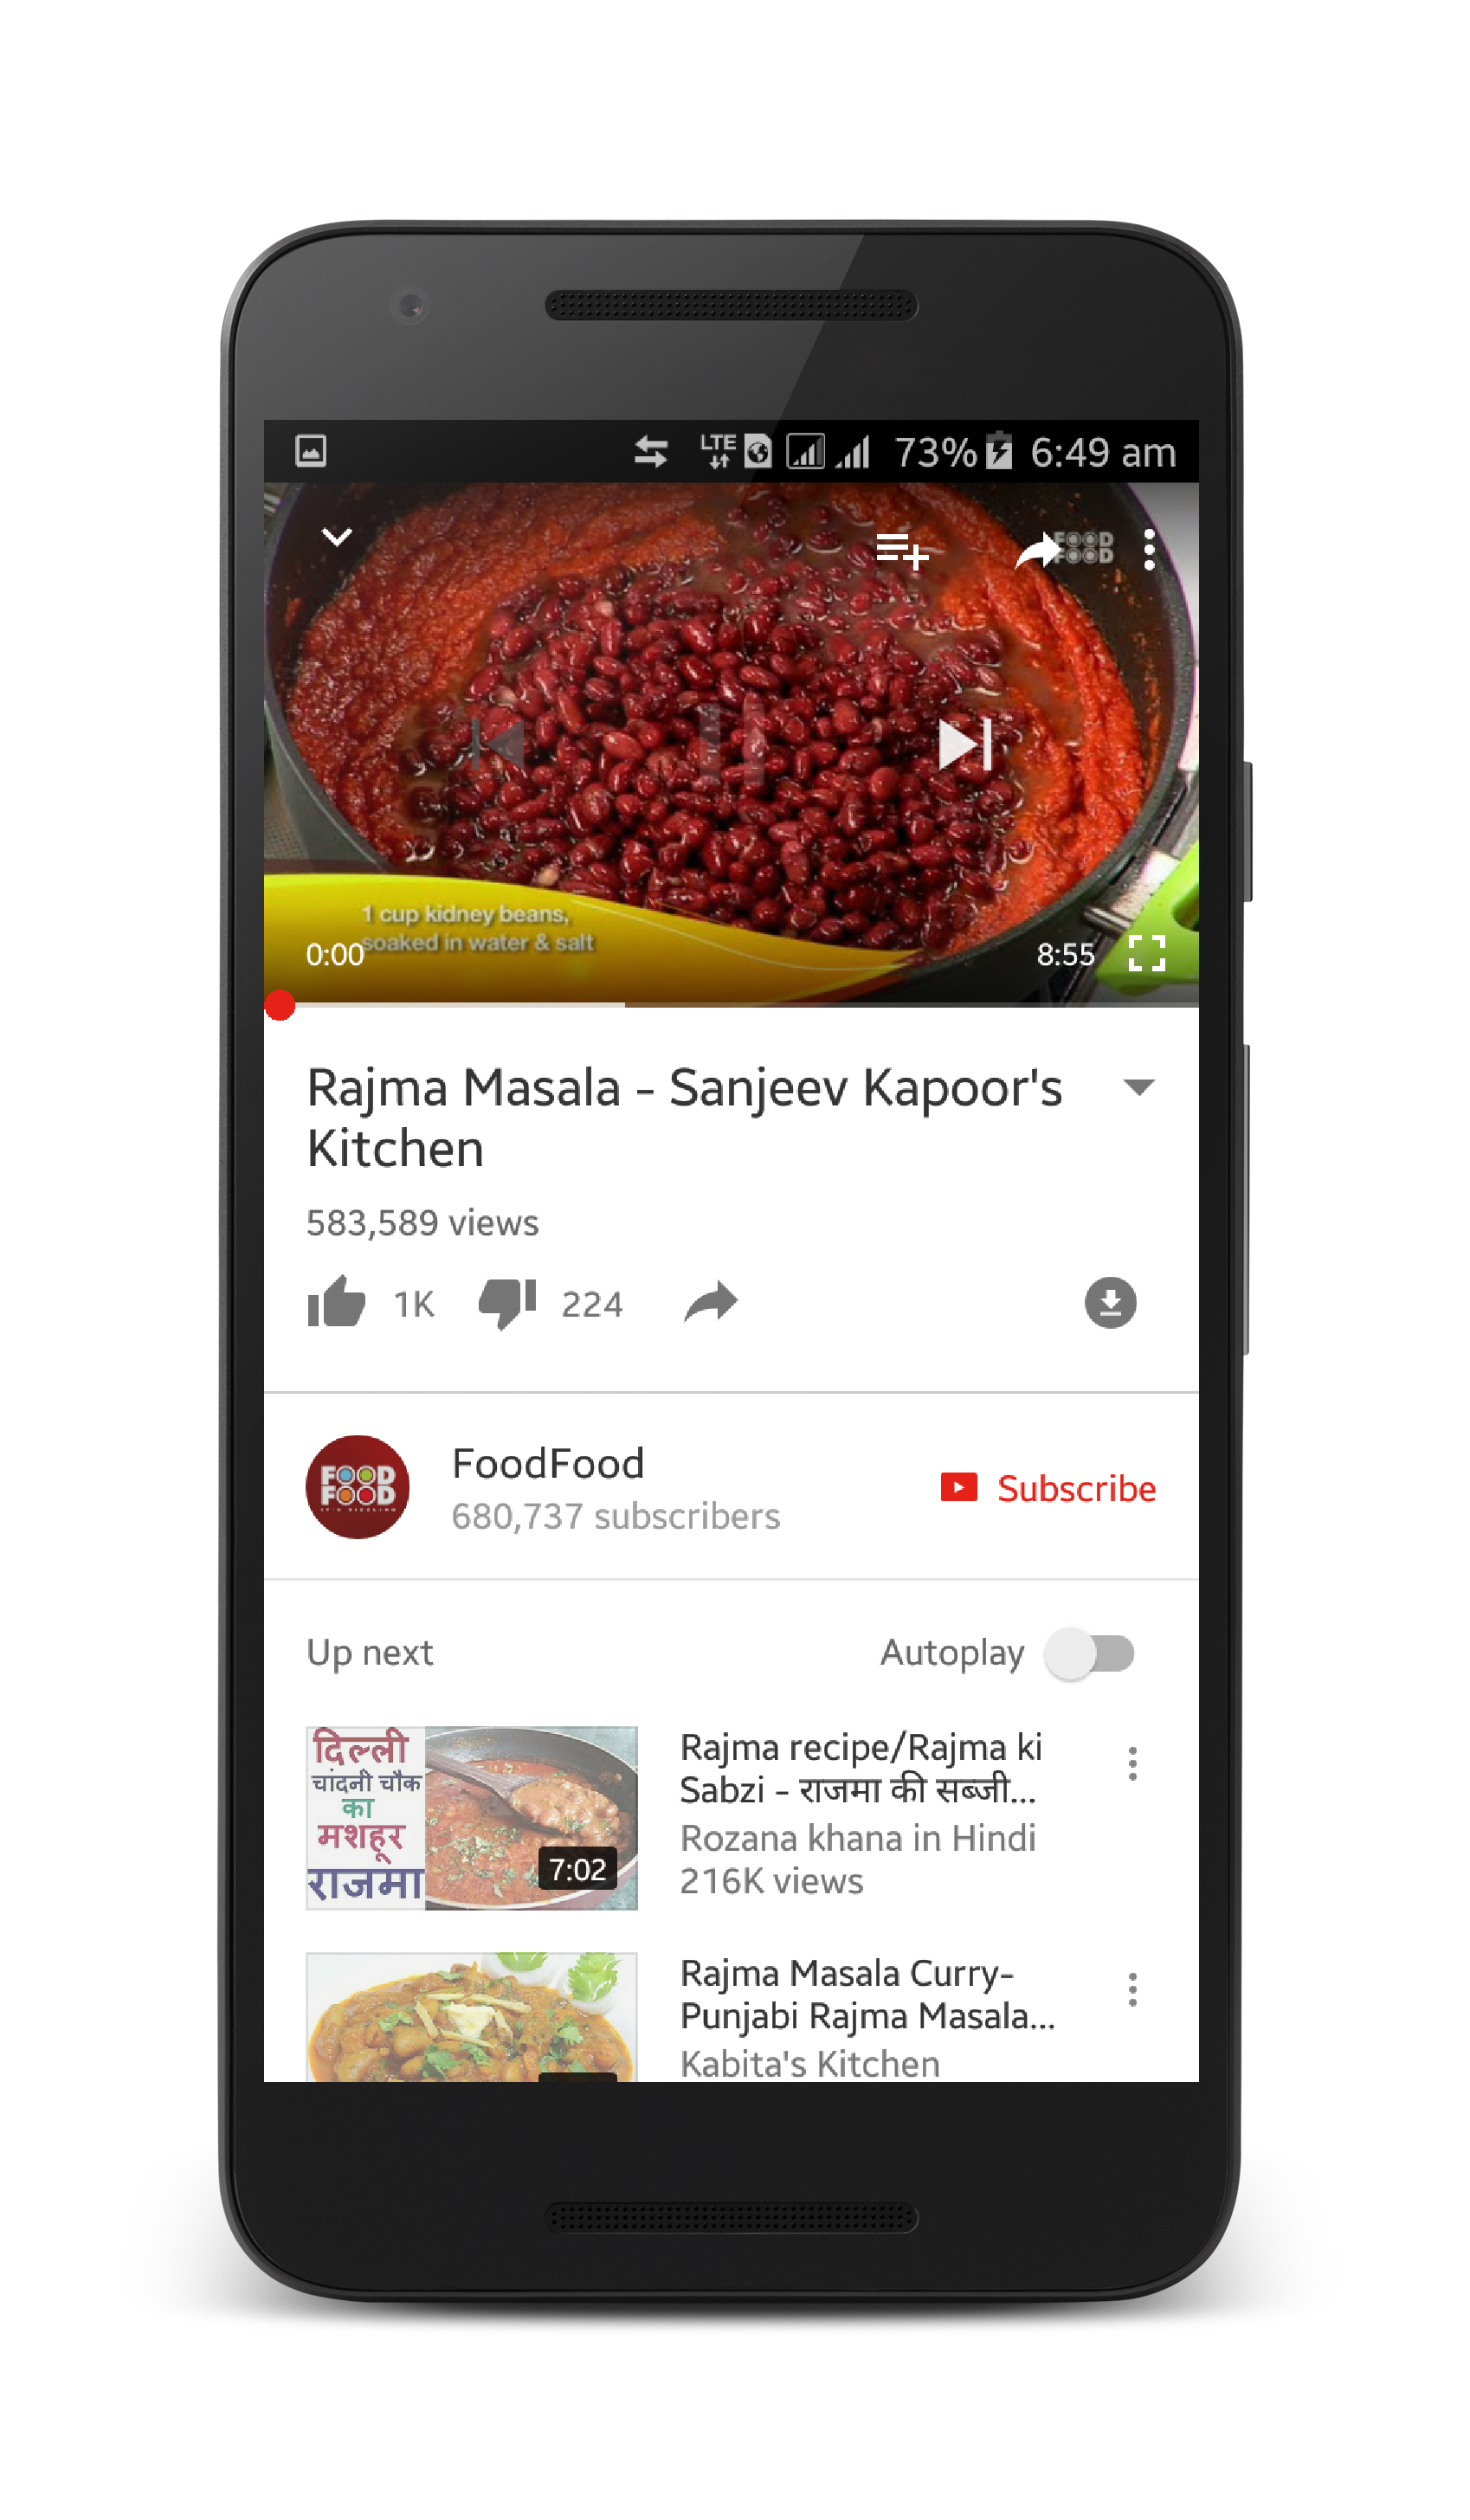 LTE
73% 6:49 am
FOOD
FOOD
1 cup kidney beans,
soaked in water & salt
0:00
8:55
Rajma Masala - Sanjeev Kapoor's
Kitchen
583,589 views
1K 224
FOOD
FOOD
FoodFood
680,737 subscribers
Subscribe
Up next
Autoplay
दिल्ली
चांदनी चौक
का
मशहूर
राजमा
7:02
Rajma recipe/Rajma ki
Sabzi - राजमा की सब्जी...
Rozana khana in Hindi
216K views
Rajma Masala Curry-
Punjabi Rajma Masala...
Kabita's Kitchen